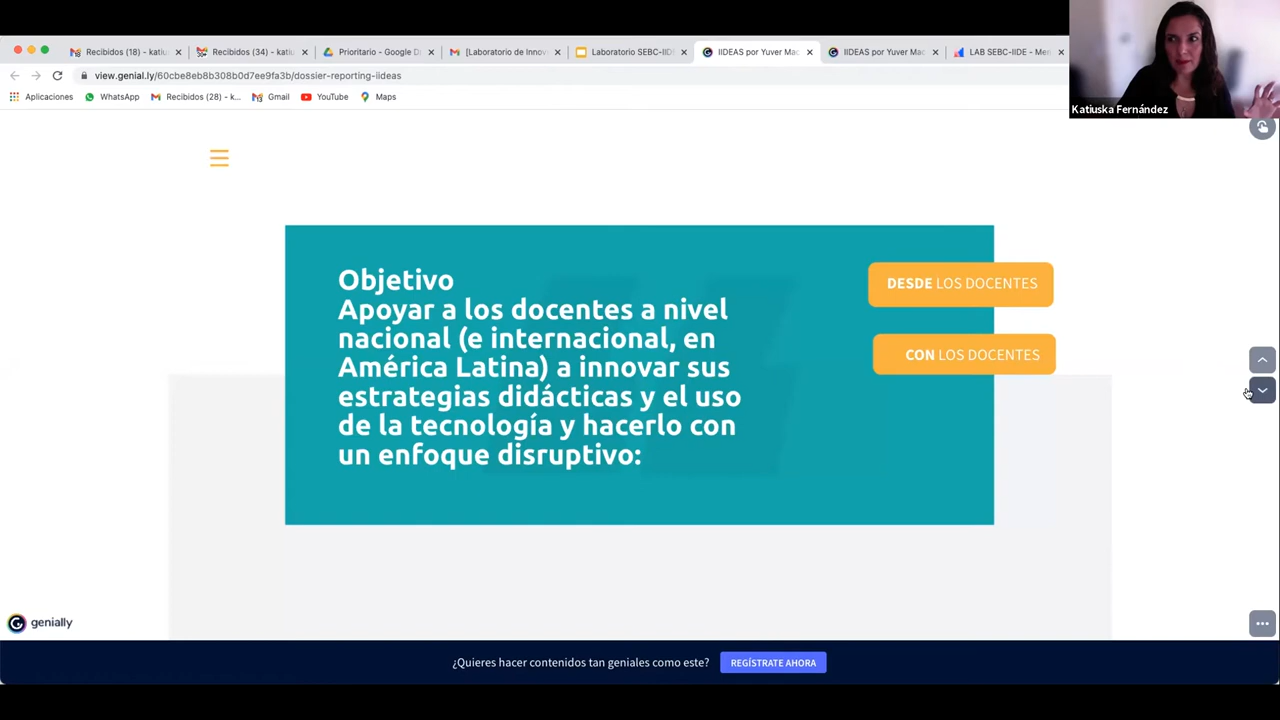 Recibidos (18) - katiu
Recibidos (34) - katiu
Prioritario - Google D
[Laboratorio de Innov
Laboratorio SEBC-IIDE
IIDEAS por Yuver Mac
IIDEAS por Yuver Mac
LAB SEBC-IIDE - Men
view.genial.ly/60cbe8eb8b308b0d7ee9fa3b/dossier-reporting-iideas
Aplicaciones
WhatsApp
Recibidos (28) - k...
Gmail
YouTube
Maps
Katiuska Fernández
Objetivo
Apoyar a los docentes a nivel
nacional (e internacional, en
América Latina) a innovar sus
estrategias didácticas y el uso
de la tecnología y hacerlo con
un enfoque disruptivo:
DESDE LOS DOCENTES
CON LOS DOCENTES
genially
¿Quieres hacer contenidos tan geniales como este?
REGÍSTRATE AHORA